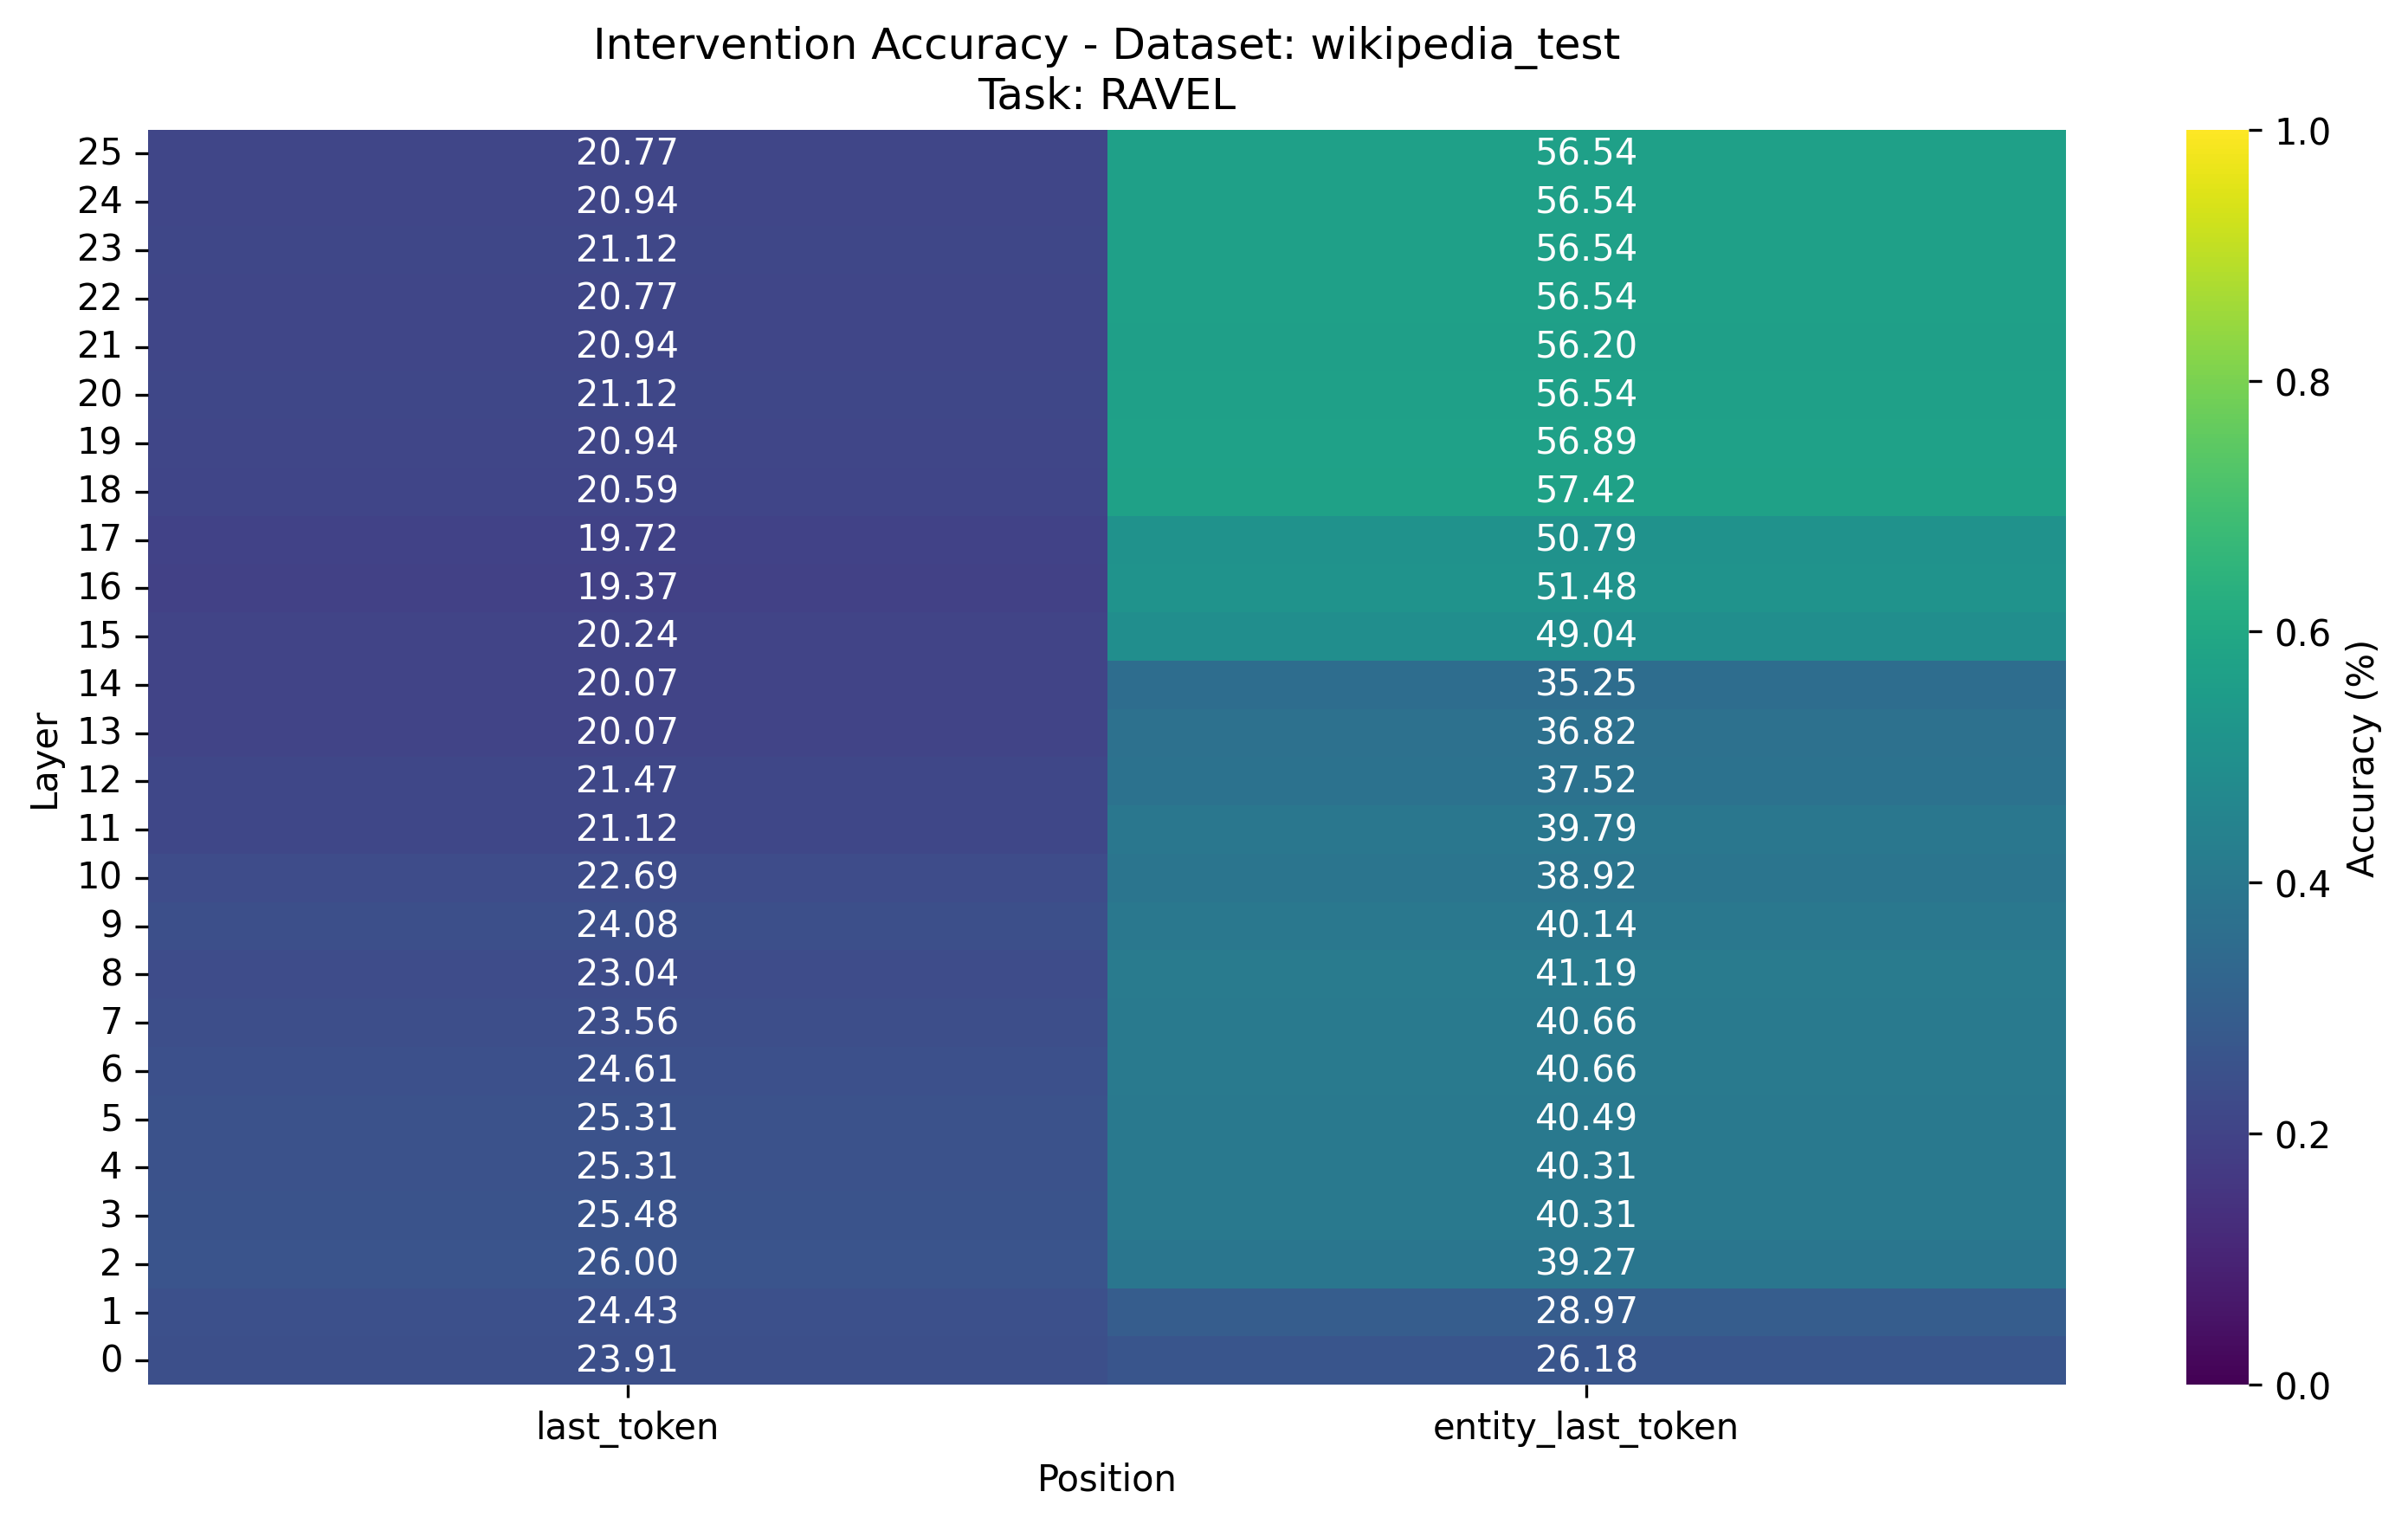 Intervention Accuracy - Dataset: wikipedia_test
Task: RAVEL
25 20.77 56.54
24 20.94 56.54
23 21.12 56.54
22 20.77 56.54
21 20.94 56.20
20 21.12 56.54
19 20.94 56.89
18 20.59 57.42
17 19.72 50.79
16 19.37 51.48
15 20.24 49.04
14 20.07 35.25
13 20.07 36.82
12 21.47 37.52
11 21.12 39.79
10 22.69 38.92
9 24.08 40.14
8 23.04 41.19
7 23.56 40.66
6 24.61 40.66
5 25.31 40.49
4 25.31 40.31
3 25.48 40.31
2 26.00 39.27
1 24.43 28.97
0 23.91 26.18
last_token entity_last_token
Position
Layer
1.0
0.8
0.6
0.4
0.2
0.0
Accuracy (%)